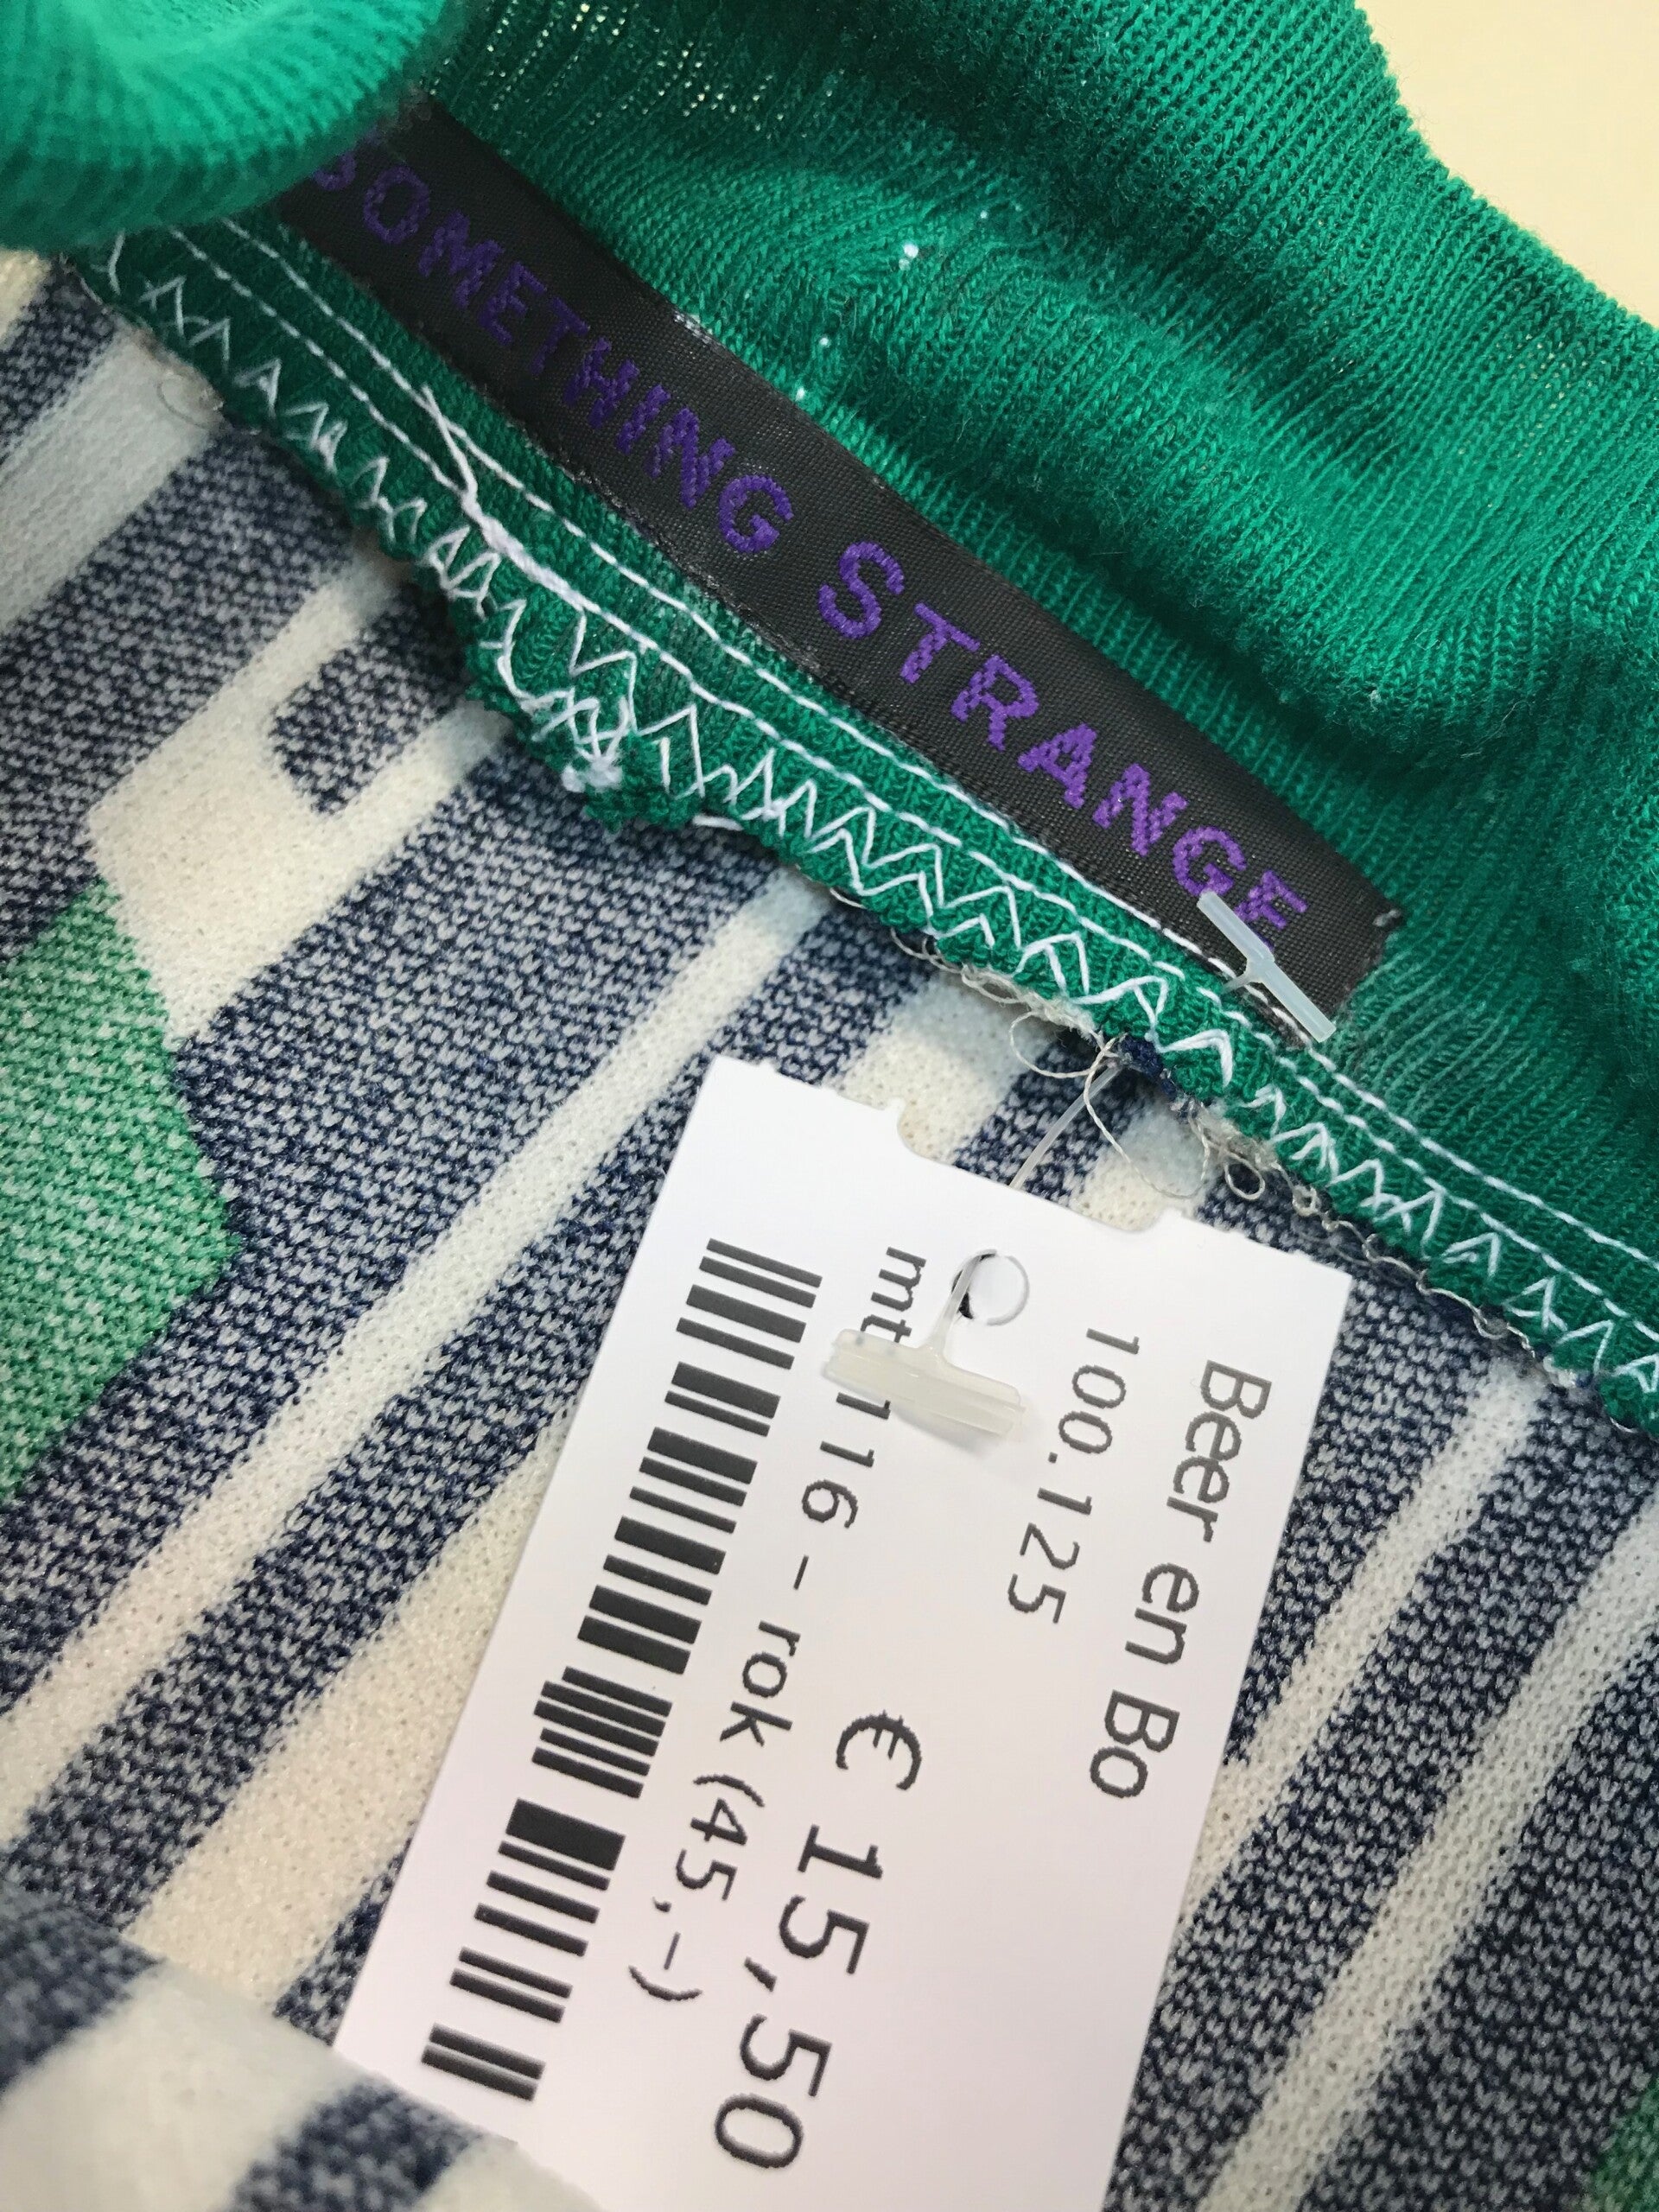 SOMETHING STRANGE
Beer en Bo
100.125
€ 15,50
mt 116 - rok (45,-)